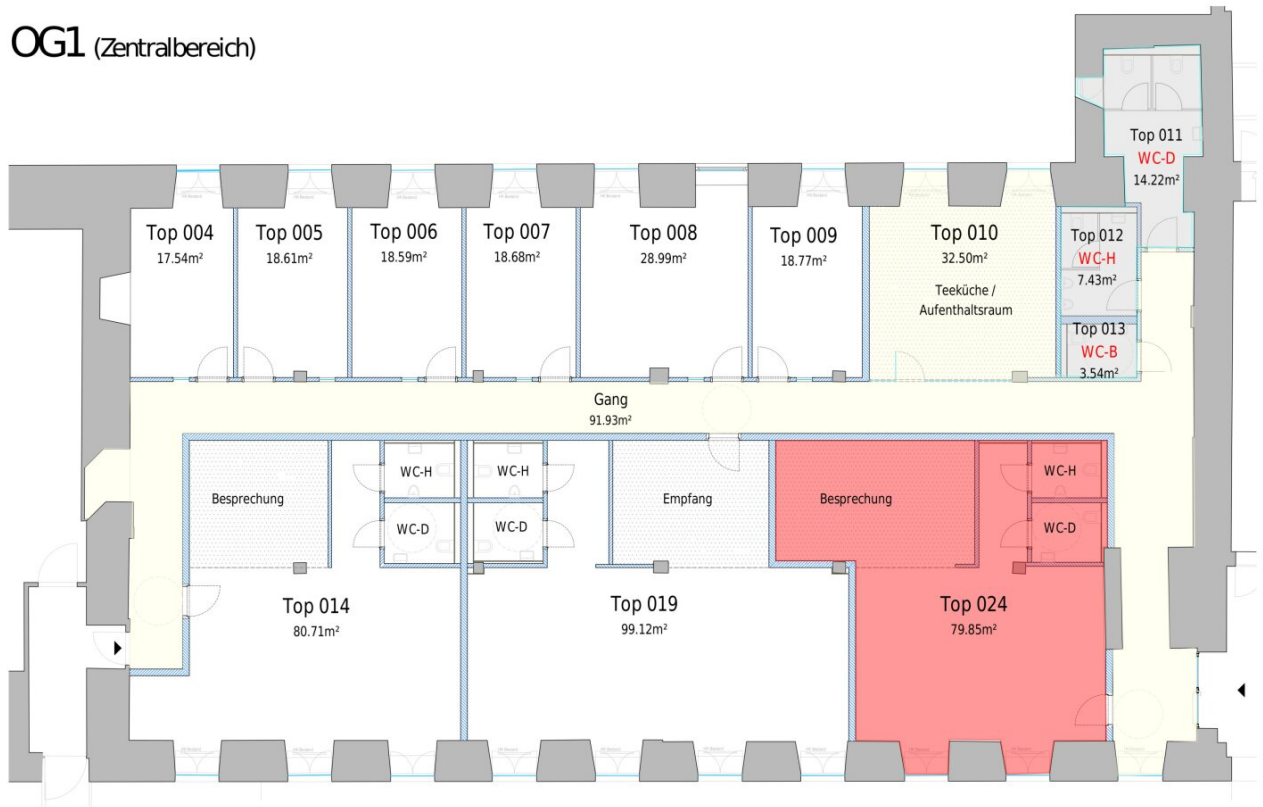 OG1 (Zentralbereich)
Top 011
WC-D
14.22m²
Top 004
17.54m²
Top 005
18.61m²
Top 006
18.59m²
Top 007
18.68m²
Top 008
28.99m²
Top 009
18.77m²
Top 010
32.50m²
Teeküche /
Aufenthaltsraum
Top 012
WC-H
7.43m²
Top 013
WC-B
3.54m²
Gang
91.93m²
Besprechung
WC-H
WC-D
WC-H
WC-D
Empfang
Besprechung
WC-H
WC-D
Top 014
80.71m²
Top 019
99.12m²
Top 024
79.85m²